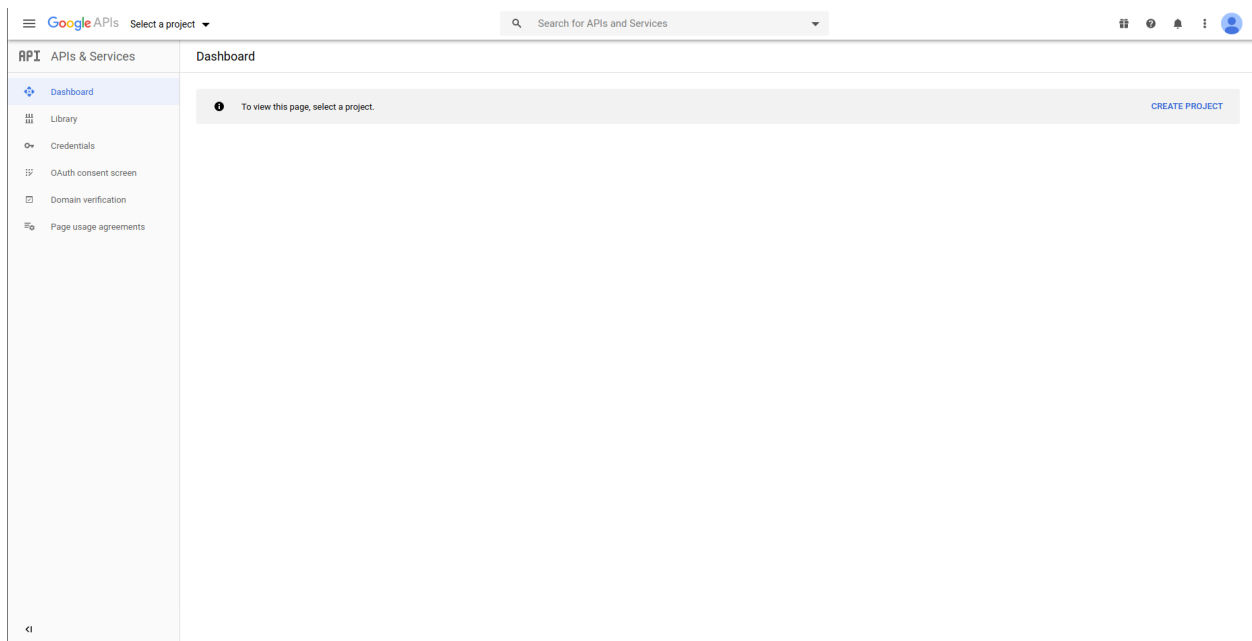 Google APIs Select a project Search for APIs and Services
API APIs & Services Dashboard
Dashboard
To view this page, select a project. CREATE PROJECT
Library
Credentials
OAuth consent screen
Domain verification
Page usage agreements